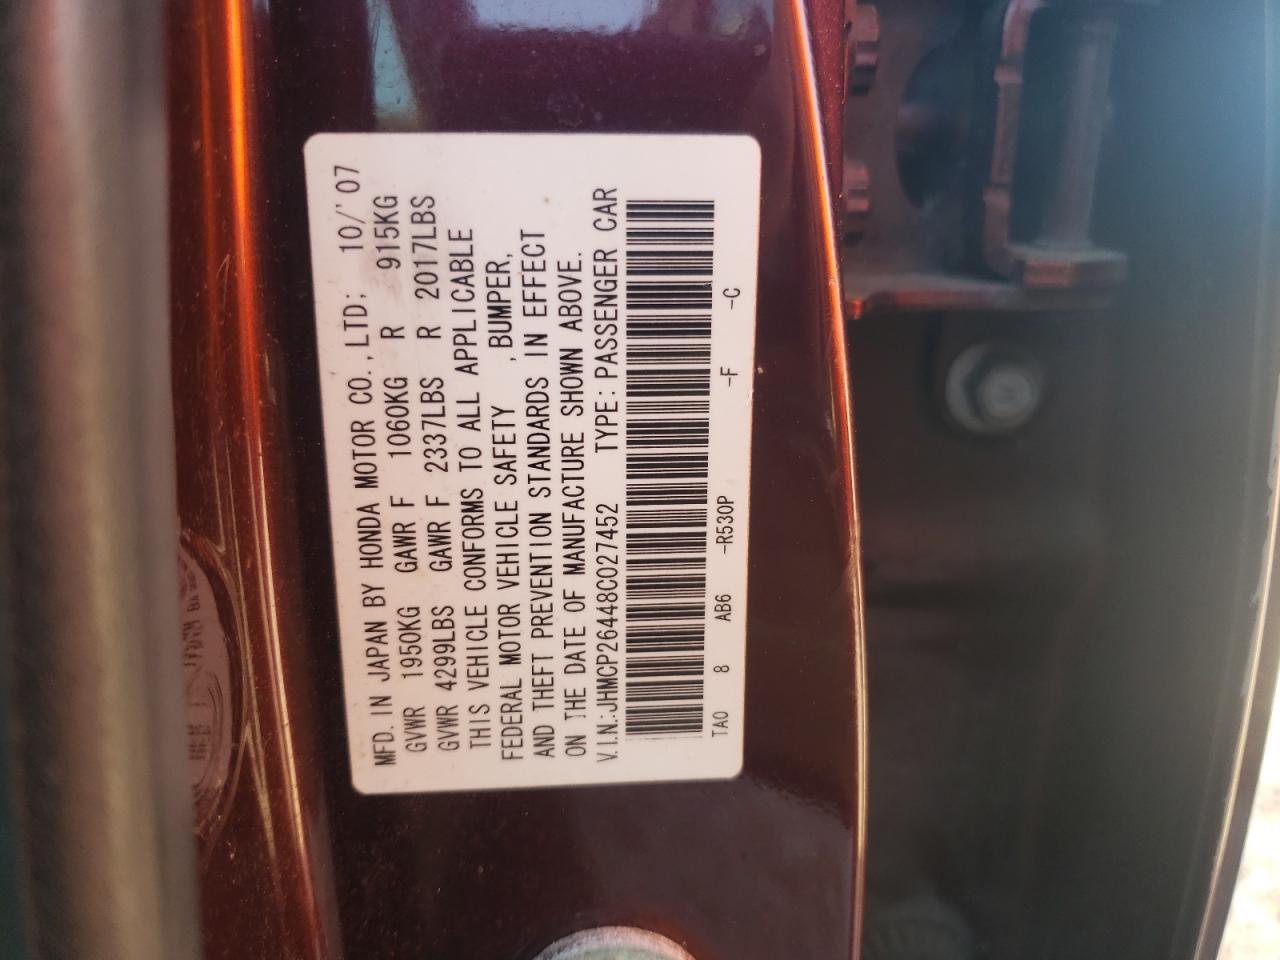 MFD. IN JAPAN BY HONDA MOTOR CO., LTD: 10/'07
GVWR 1950KG GAWR F 1060KG R 915KG
GVWR 4299LBS GAWR F 2337LBS R 2017LBS
THIS VEHICLE CONFORMS TO ALL APPLICABLE
FEDERAL MOTOR VEHICLE SAFETY ,BUMPER,
AND THEFT PREVENTION STANDARDS IN EFFECT
ON THE DATE OF MANUFACTURE SHOWN ABOVE.
V.I.N.:JHMCP26448C027452 TYPE:PASSENGER CAR
TA0 8 AB6 -R530P -F -C